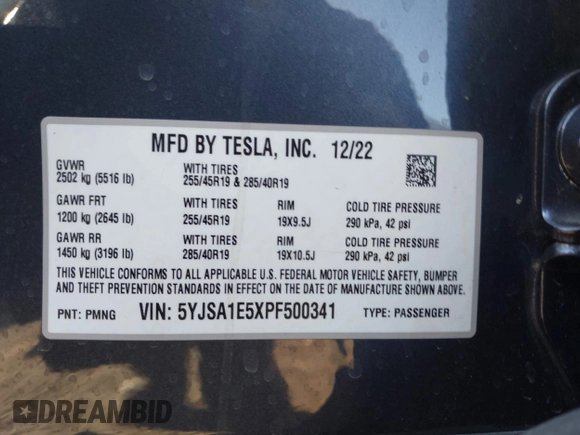 MFD BY TESLA, INC. 12/22
GVWR WITH TIRES
2502 kg (5516 lb) 255/45R19 & 285/40R19
GAWR FRT WITH TIRES RIM COLD TIRE PRESSURE
1200 kg (2645 lb) 255/45R19 19X9.5J 290 kPa, 42 psi
GAWR RR WITH TIRES RIM COLD TIRE PRESSURE
1450 kg (3196 lb) 285/40R19 19X10.5J 290 kPa, 42 psi
THIS VEHICLE CONFORMS TO ALL APPLICABLE U.S. FEDERAL MOTOR VEHICLE SAFETY, BUMPER
AND THEFT PREVENTION STANDARDS IN EFFECT ON THE DATE OF MANUFACTURE SHOWN ABOVE.
PNT: PMNG VIN: 5YJSA1E5XPF500341 TYPE: PASSENGER
DREAMBID